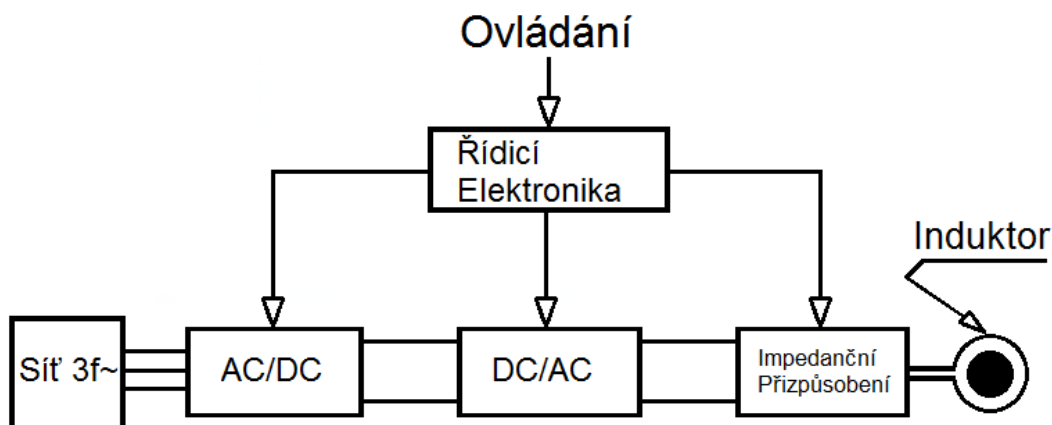 Ovládání
Řídicí
Elektronika
Induktor
Síť 3f~
AC/DC
DC/AC
Impedanční
Přizpůsobení